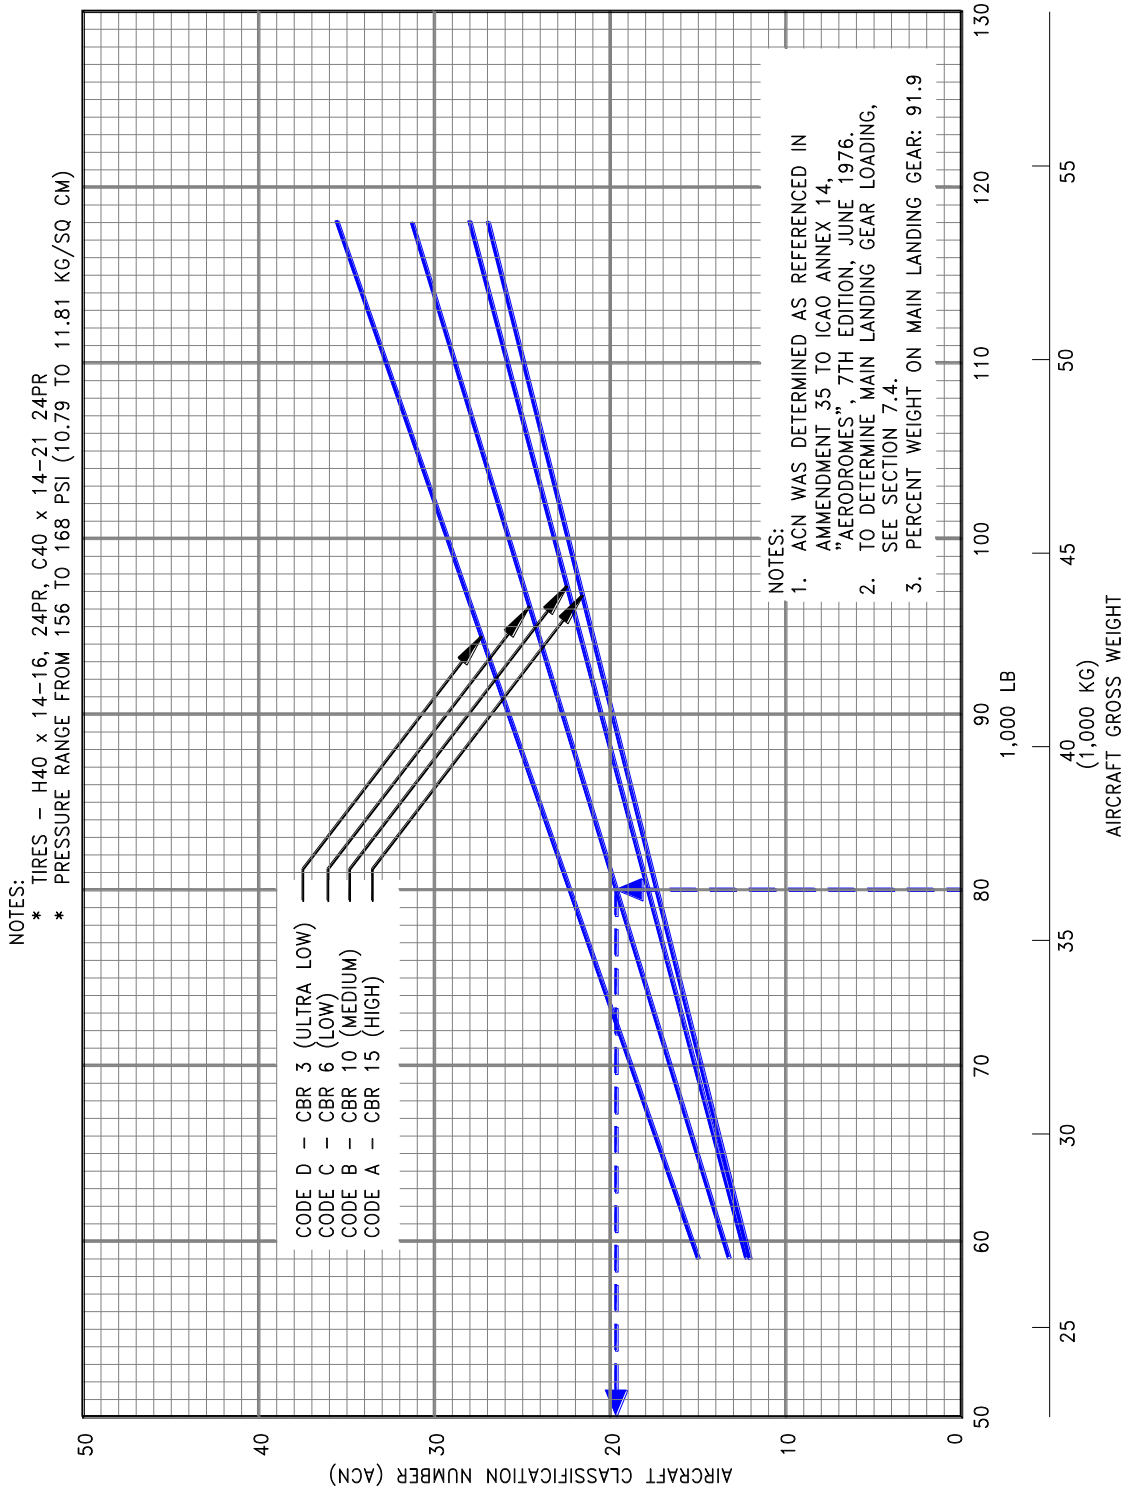 NOTES:
* TIRES – H40 x 14–16, 24PR, C40 x 14–21 24PR
* PRESSURE RANGE FROM 156 TO 168 PSI (10.79 TO 11.81 KG/SQ CM)
AIRCRAFT CLASSIFICATION NUMBER (ACN)
50
40
30
20
10
0
CODE D – CBR 3 (ULTRA LOW)
CODE C – CBR 6 (LOW)
CODE B – CBR 10 (MEDIUM)
CODE A – CBR 15 (HIGH)
NOTES:
1. ACN WAS DETERMINED AS REFERENCED IN
AMMENDMENT 35 TO ICAO ANNEX 14,
"AERODROMES", 7TH EDITION, JUNE 1976.
2. TO DETERMINE MAIN LANDING GEAR LOADING,
SEE SECTION 7.4.
3. PERCENT WEIGHT ON MAIN LANDING GEAR: 91.9
50 60 70 80 90 100 110 120 130
1,000 LB
25 30 35 40 45 50 55
(1,000 KG)
AIRCRAFT GROSS WEIGHT